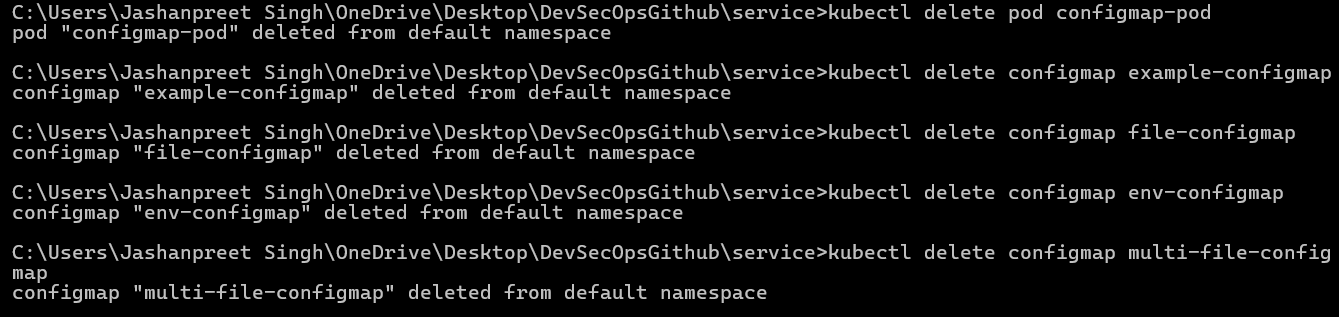 C:\Users\Jashanpreet Singh\OneDrive\Desktop\DevSecOpsGithub\service>kubectl delete pod configmap-pod
pod "configmap-pod" deleted from default namespace
C:\Users\Jashanpreet Singh\OneDrive\Desktop\DevSecOpsGithub\service>kubectl delete configmap example-configmap
configmap "example-configmap" deleted from default namespace
C:\Users\Jashanpreet Singh\OneDrive\Desktop\DevSecOpsGithub\service>kubectl delete configmap file-configmap
configmap "file-configmap" deleted from default namespace
C:\Users\Jashanpreet Singh\OneDrive\Desktop\DevSecOpsGithub\service>kubectl delete configmap env-configmap
configmap "env-configmap" deleted from default namespace
C:\Users\Jashanpreet Singh\OneDrive\Desktop\DevSecOpsGithub\service>kubectl delete configmap multi-file-config
map
configmap "multi-file-configmap" deleted from default namespace